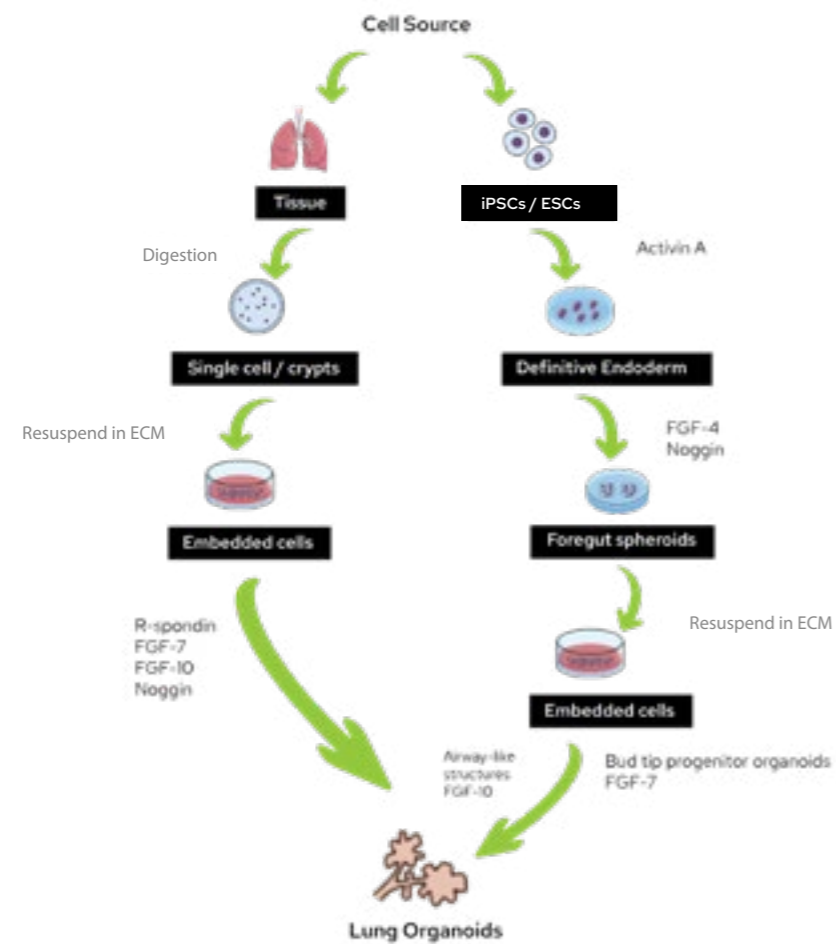 Cell Source
Tissue
iPSCs / ESCs
Digestion
Activin A
Single cell / crypts
Definitive Endoderm
Resuspend in ECM
FGF-4
Noggin
Embedded cells
Foregut spheroids
R-spondin
FGF-7
FGF-10
Noggin
Resuspend in ECM
Embedded cells
Airway-like
structures
FGF-10
Bud tip progenitor organoids
FGF-7
Lung Organoids